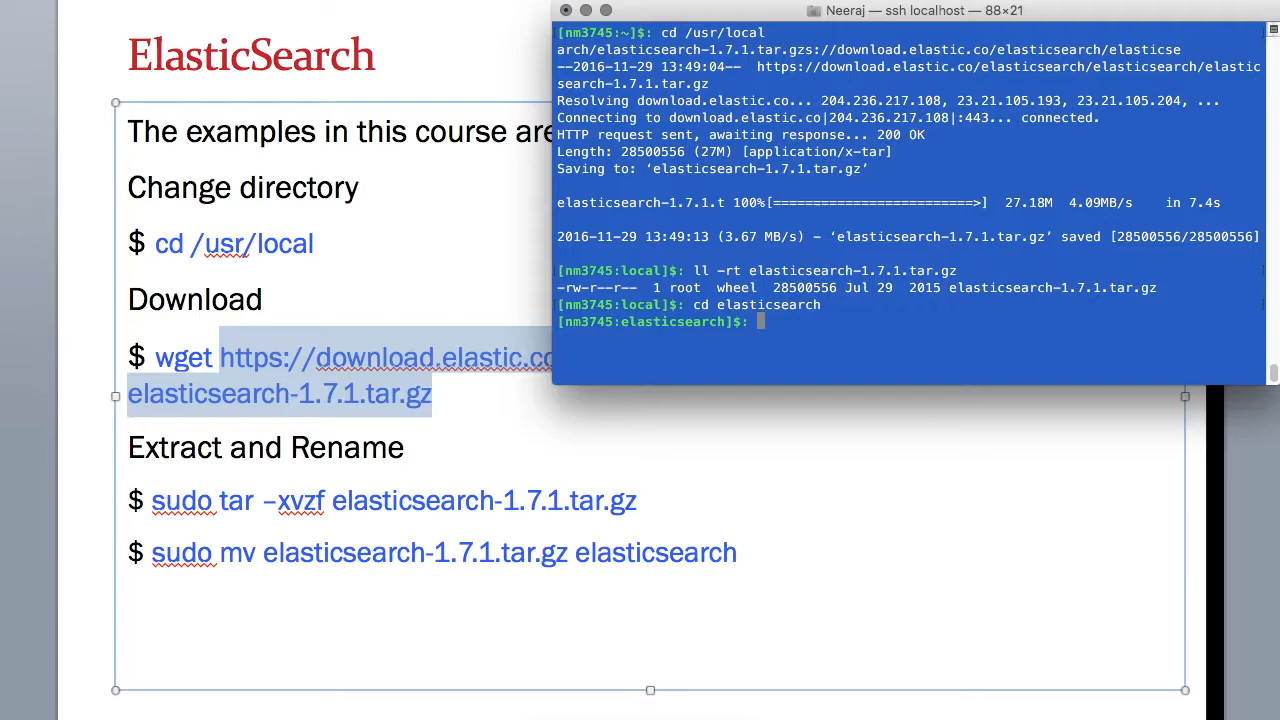 ElasticSearch
The examples in this course are
Change directory
$ cd /usr/local
Download
$ wget https://download.elastic.co
elasticsearch-1.7.1.tar.gz
Extract and Rename
$ sudo tar –xvzf elasticsearch-1.7.1.tar.gz
$ sudo mv elasticsearch-1.7.1.tar.gz elasticsearch
Neeraj — ssh localhost — 88×21
[nm3745:~]$: cd /usr/local
arch/elasticsearch-1.7.1.tar.gzs://download.elastic.co/elasticsearch/elasticse
--2016-11-29 13:49:04-- https://download.elastic.co/elasticsearch/elasticsearch/elastic
search-1.7.1.tar.gz
Resolving download.elastic.co... 204.236.217.108, 23.21.105.193, 23.21.105.204, ...
Connecting to download.elastic.co|204.236.217.108|:443... connected.
HTTP request sent, awaiting response... 200 OK
Length: 28500556 (27M) [application/x-tar]
Saving to: ‘elasticsearch-1.7.1.tar.gz’
elasticsearch-1.7.1.t 100%[=========================>] 27.18M 4.09MB/s in 7.4s
2016-11-29 13:49:13 (3.67 MB/s) - ‘elasticsearch-1.7.1.tar.gz’ saved [28500556/28500556]
[nm3745:local]$: ll -rt elasticsearch-1.7.1.tar.gz
-rw-r--r-- 1 root wheel 28500556 Jul 29 2015 elasticsearch-1.7.1.tar.gz
[nm3745:local]$: cd elasticsearch
[nm3745:elasticsearch]$: